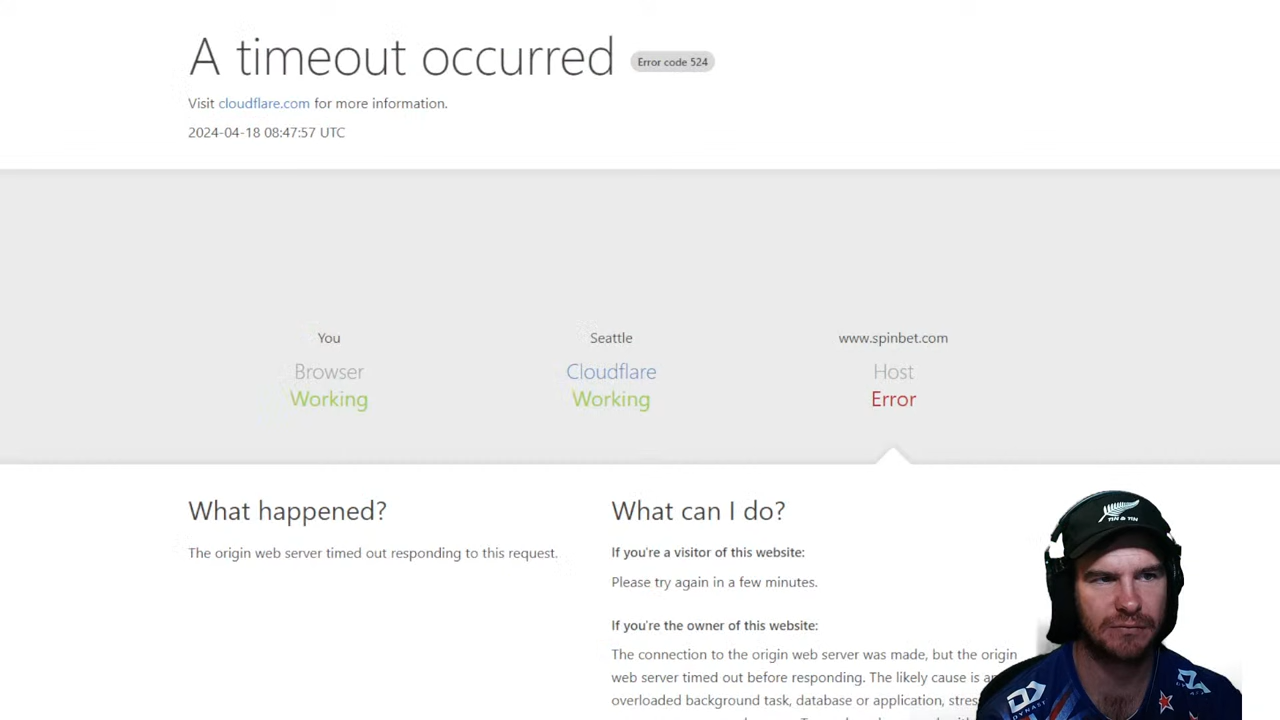 A timeout occurred Error code 524
Visit cloudflare.com for more information.
2024-04-18 08:47:57 UTC
You
Browser
Working
Seattle
Cloudflare
Working
www.spinbet.com
Host
Error
What happened?
The origin web server timed out responding to this request.
What can I do?
If you're a visitor of this website:
Please try again in a few minutes.
If you're the owner of this website:
The connection to the origin web server was made, but the origin
web server timed out before responding. The likely cause is an
overloaded background task, database or application,
TIN & TIN
DYNASTY